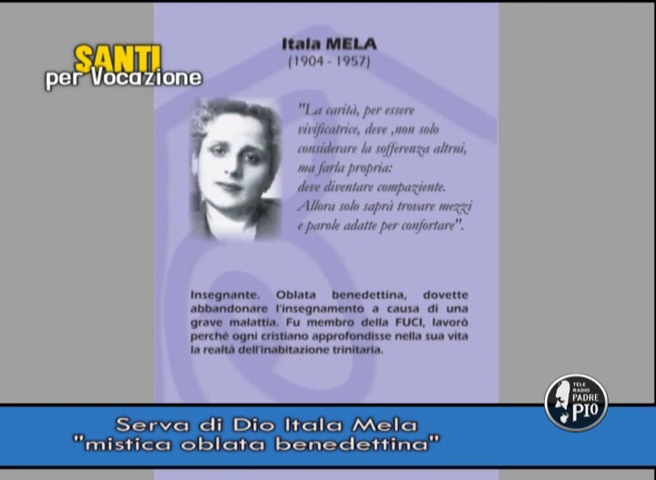 Itala MELA
(1904 - 1957)
SANTI
per Vocazione
"La carità, per essere
vivificatrice, deve ,non solo
considerare la sofferenza altrui,
ma farla propria:
deve diventare compaziente.
Allora solo saprà trovare mezzi
e parole adatte per confortare".
Insegnante. Oblata benedettina, dovette
abbandonare l'insegnamento a causa di una
grave malattia. Fu membro della FUCI, lavorò
perché ogni cristiano approfondisse nella sua vita
la realtà dell'inabitazione trinitaria.
TELE
RADIO
PADRE
PIO
Serva di Dio Itala Mela
"mistica oblata benedettina"